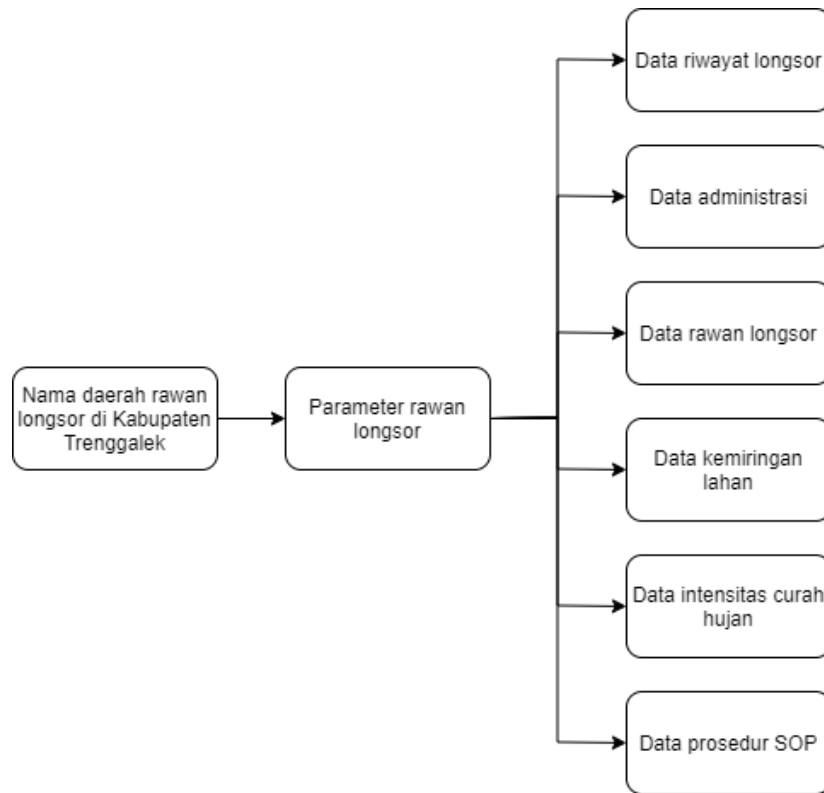 Nama daerah rawan
longsor di Kabupaten
Trenggalek
Parameter rawan
longsor
Data riwayat longsor
Data administrasi
Data rawan longsor
Data kemiringan
lahan
Data intensitas curah
hujan
Data prosedur SOP